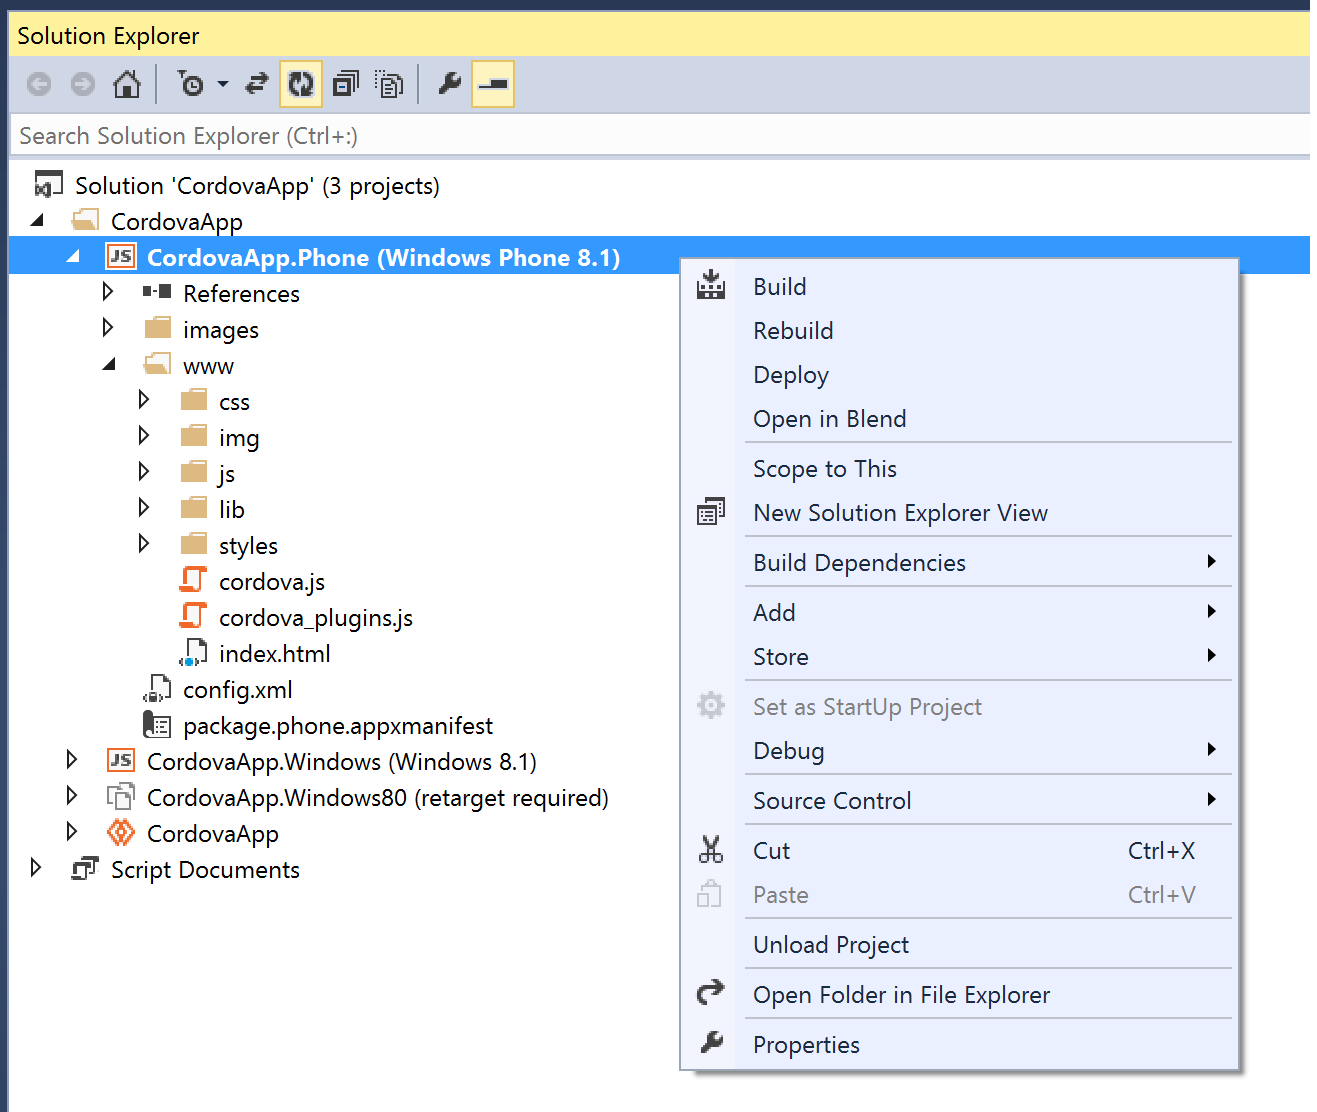 Solution Explorer
Search Solution Explorer (Ctrl+:)
Solution 'CordovaApp' (3 projects)
CordovaApp
JS CordovaApp.Phone (Windows Phone 8.1)
References
images
www
css
img
js
lib
styles
cordova.js
cordova_plugins.js
index.html
config.xml
package.phone.appxmanifest
JS CordovaApp.Windows (Windows 8.1)
CordovaApp.Windows80 (retarget required)
CordovaApp
Script Documents
Build
Rebuild
Deploy
Open in Blend
Scope to This
New Solution Explorer View
Build Dependencies
Add
Store
Set as StartUp Project
Debug
Source Control
Cut Ctrl+X
Paste Ctrl+V
Unload Project
Open Folder in File Explorer
Properties